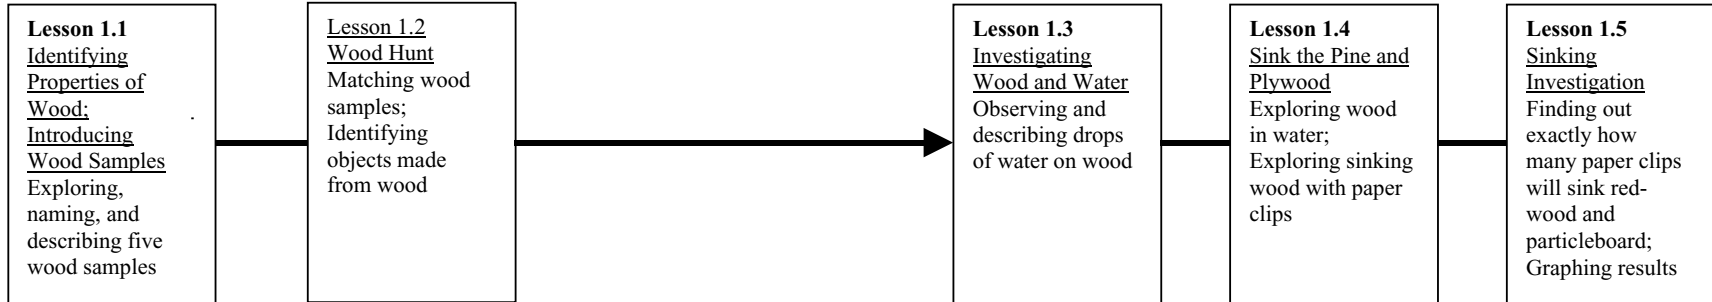 Lesson 1.1
Identifying
Properties of
Wood;
Introducing
Wood Samples
Exploring,
naming, and
describing five
wood samples
Lesson 1.2
Wood Hunt
Matching wood
samples;
Identifying
objects made
from wood
Lesson 1.3
Investigating
Wood and Water
Observing and
describing drops
of water on wood
Lesson 1.4
Sink the Pine and
Plywood
Exploring wood
in water;
Exploring sinking
wood with paper
clips
Lesson 1.5
Sinking
Investigation
Finding out
exactly how
many paper clips
will sink red-
wood and
particleboard;
Graphing results